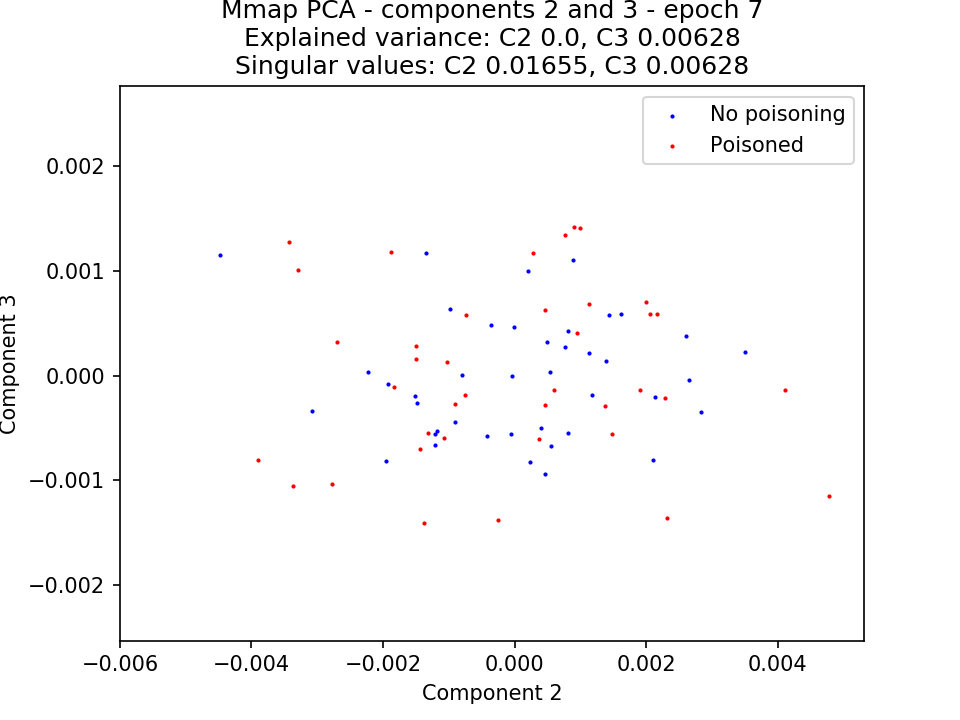 Mmap PCA - components 2 and 3 - epoch 7
Explained variance: C2 0.0, C3 0.00628
Singular values: C2 0.01655, C3 0.00628
No poisoning
Poisoned
0.002
0.001
0.000
−0.001
−0.002
Component 3
−0.006
−0.004
−0.002
0.000
0.002
0.004
Component 2